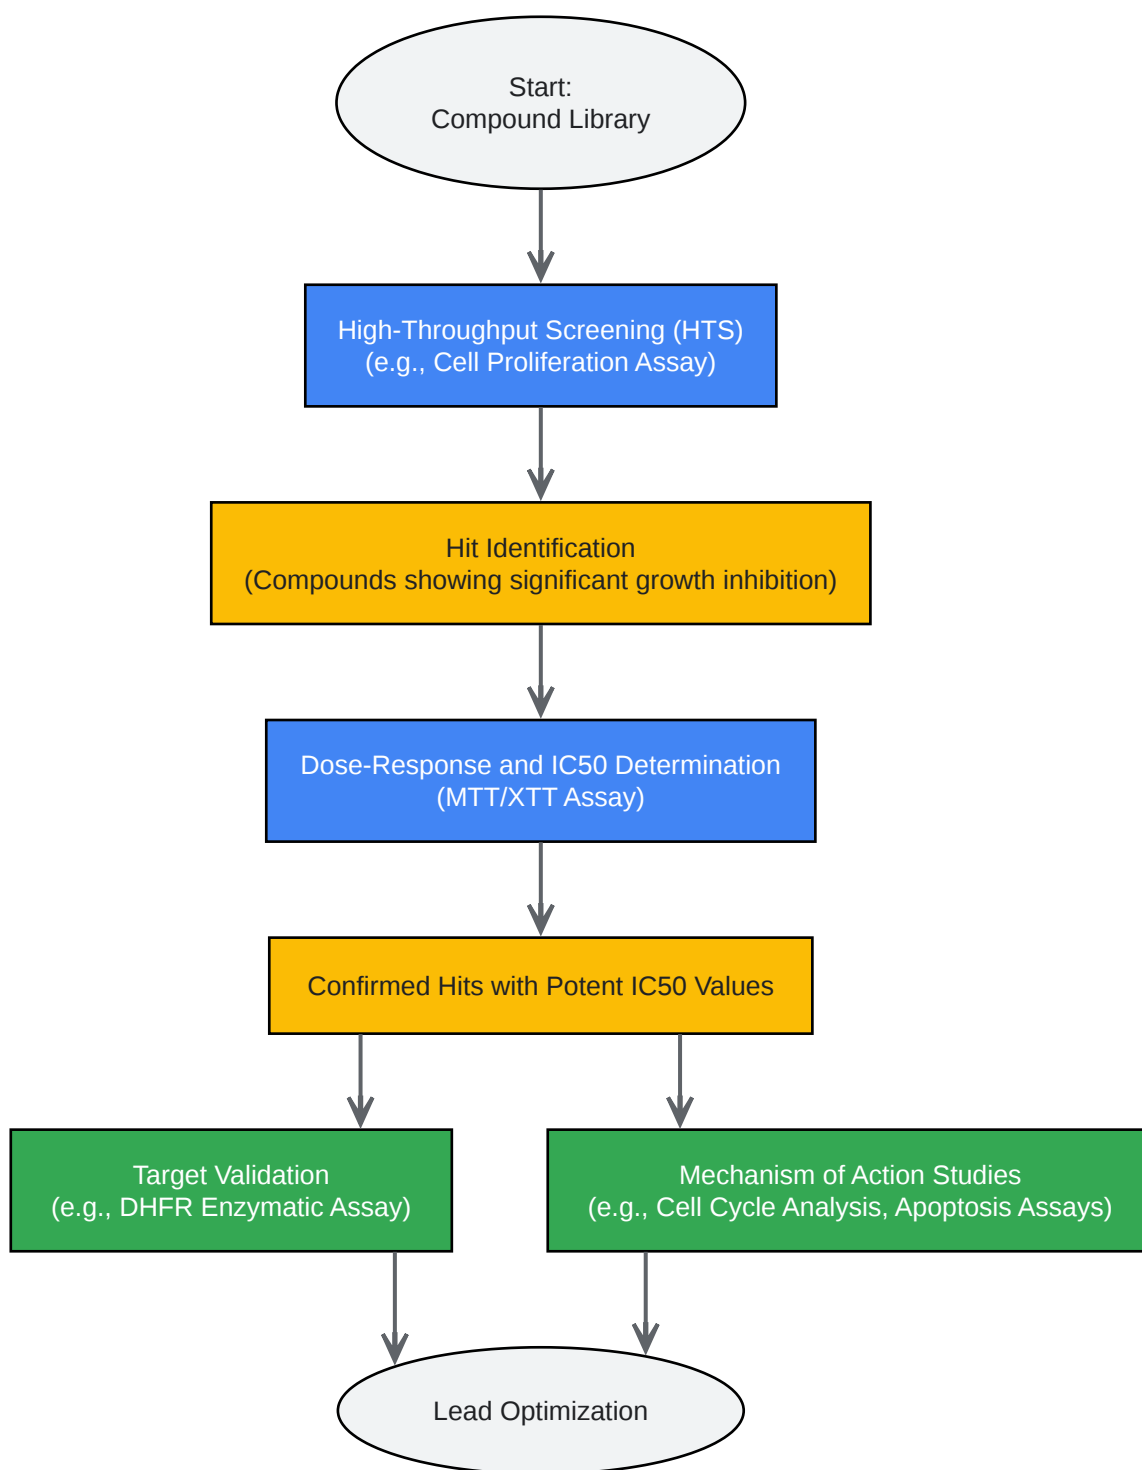 Start:
Compound Library
High-Throughput Screening (HTS)
(e.g., Cell Proliferation Assay)
Hit Identification
(Compounds showing significant growth inhibition)
Dose-Response and IC50 Determination
(MTT/XTT Assay)
Confirmed Hits with Potent IC50 Values
Target Validation
(e.g., DHFR Enzymatic Assay)
Mechanism of Action Studies
(e.g., Cell Cycle Analysis, Apoptosis Assays)
Lead Optimization